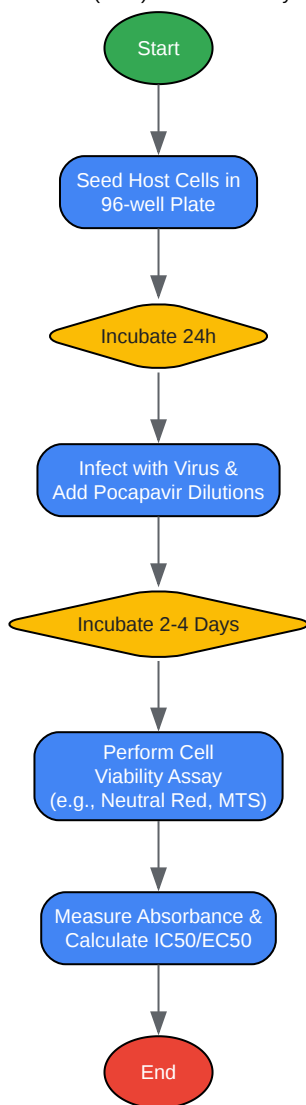 Start
Seed Host Cells in
96-well Plate
Incubate 24h
Infect with Virus &
Add Pocapavir Dilutions
Incubate 2-4 Days
Perform Cell
Viability Assay
(e.g., Neutral Red, MTS)
Measure Absorbance &
Calculate IC50/EC50
End